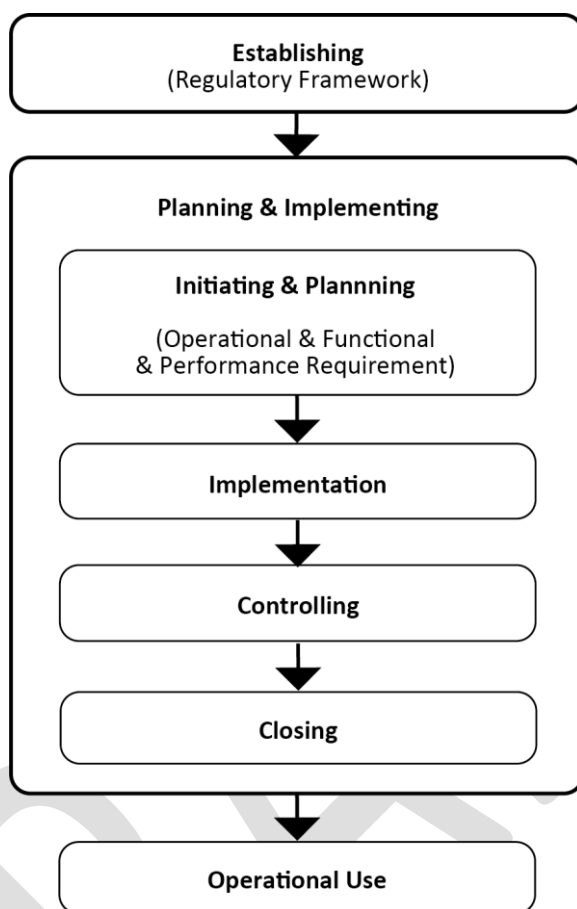 Establishing
(Regulatory Framework)
Planning & Implementing
Initiating & Plannning
(Operational & Functional
& Performance Requirement)
Implementation
Controlling
Closing
Operational Use